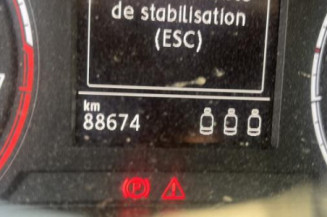 de stabilisation
(ESC)
km
88674
P